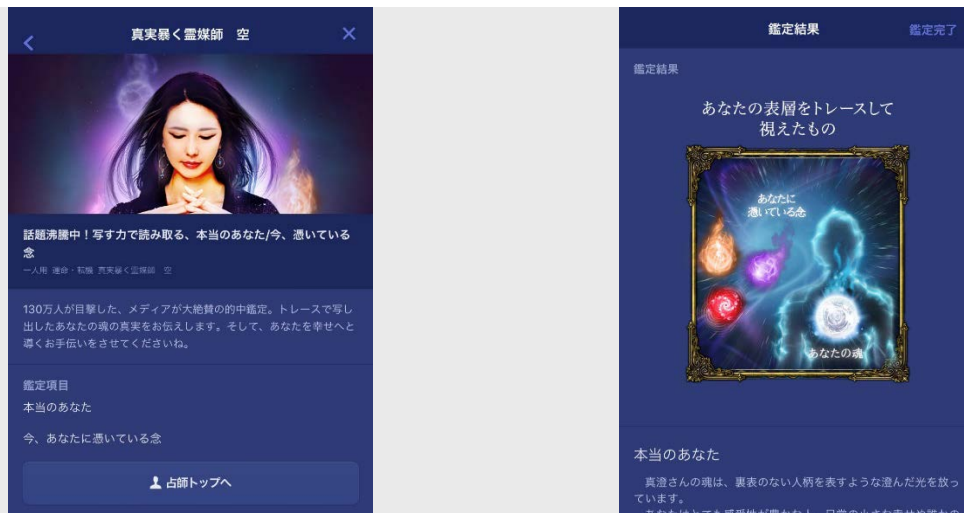 真実暴く霊媒師　空
話題沸騰中！写す力で読み取る、本当のあなた/今、憑いている
念
一人用 運命・転機 真実暴く霊媒師　空
130万人が目撃した、メディアが大絶賛の的中鑑定。トレースで写し
出したあなたの魂の真実をお伝えします。そして、あなたを幸せへと
導くお手伝いをさせてくださいね。
鑑定項目
本当のあなた
今、あなたに憑いている念
占師トップへ
鑑定結果
鑑定完了
鑑定結果
あなたの表層をトレースして
視えたもの
あなたに
憑いている念
あなたの魂
本当のあなた
真澄さんの魂は、裏表のない人柄を表すような澄んだ光を放っ
ています。